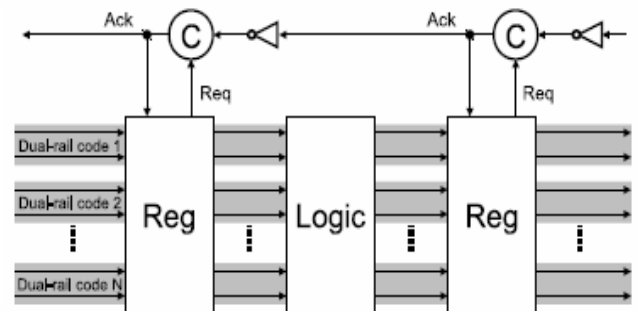 Ack
C
Ack
C
Req
Req
Dual-rail code 1
Dual-rail code 2
Reg
Logic
Reg
Dual-rail code N